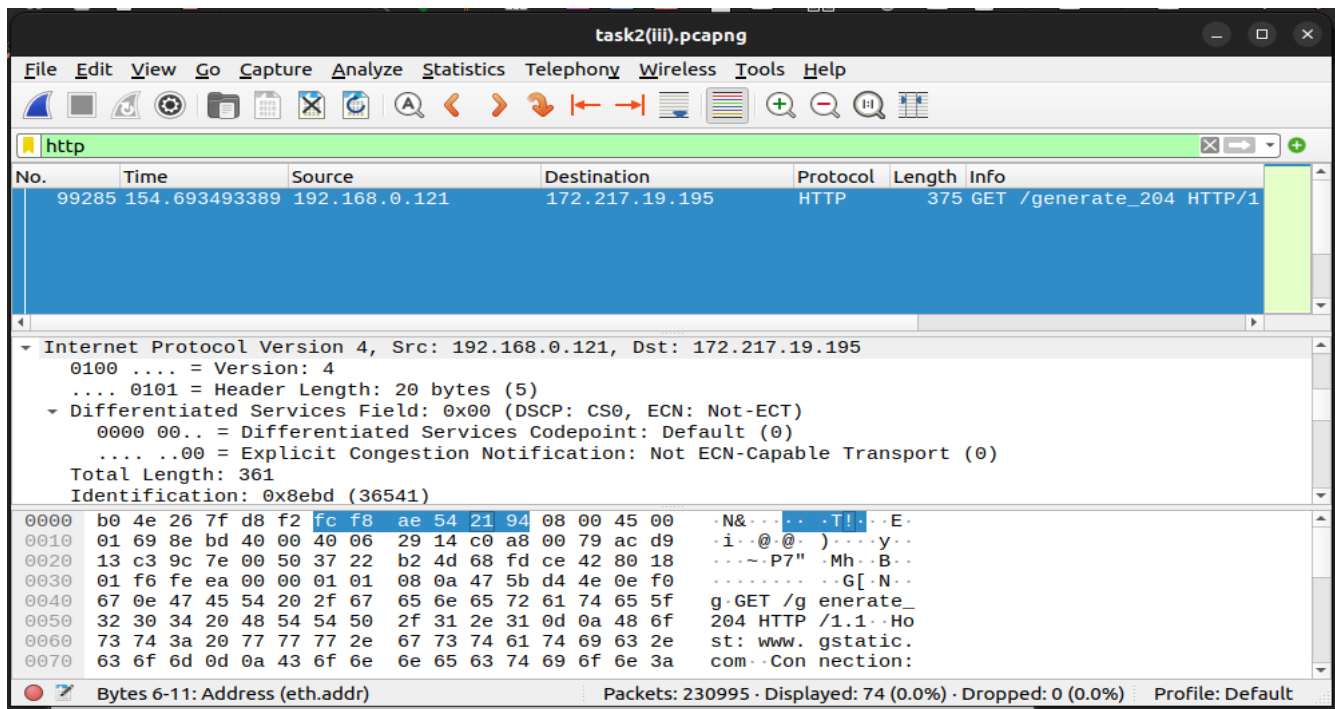 task2(iii).pcapng
File Edit View Go Capture Analyze Statistics Telephony Wireless Tools Help
http
No. Time Source Destination Protocol Length Info
99285 154.693493389 192.168.0.121 172.217.19.195 HTTP 375 GET /generate_204 HTTP/1
Internet Protocol Version 4, Src: 192.168.0.121, Dst: 172.217.19.195
0100 .... = Version: 4
.... 0101 = Header Length: 20 bytes (5)
Differentiated Services Field: 0x00 (DSCP: CS0, ECN: Not-ECT)
0000 00.. = Differentiated Services Codepoint: Default (0)
.... ..00 = Explicit Congestion Notification: Not ECN-Capable Transport (0)
Total Length: 361
Identification: 0x8ebd (36541)
0000 b0 4e 26 7f d8 f2 fc f8 ae 54 21 94 08 00 45 00 ·N&··· ·· ·T!···E·
0010 01 69 8e bd 40 00 40 06 29 14 c0 a8 00 79 ac d9 ·i··@·@· )····y··
0020 13 c3 9c 7e 00 50 37 22 b2 4d 68 fd ce 42 80 18 ···~·P7" ·Mh··B··
0030 01 f6 fe ea 00 00 01 01 08 0a 47 5b d4 4e 0e f0 ········ ··G[·N··
0040 67 0e 47 45 54 20 2f 67 65 6e 65 72 61 74 65 5f g·GET /g enerate_
0050 32 30 34 20 48 54 54 50 2f 31 2e 31 0d 0a 48 6f 204 HTTP /1.1··Ho
0060 73 74 3a 20 77 77 77 2e 67 73 74 61 74 69 63 2e st: www. gstatic.
0070 63 6f 6d 0d 0a 43 6f 6e 6e 65 63 74 69 6f 6e 3a com··Con nection:
Bytes 6-11: Address (eth.addr) Packets: 230995 · Displayed: 74 (0.0%) · Dropped: 0 (0.0%) Profile: Default